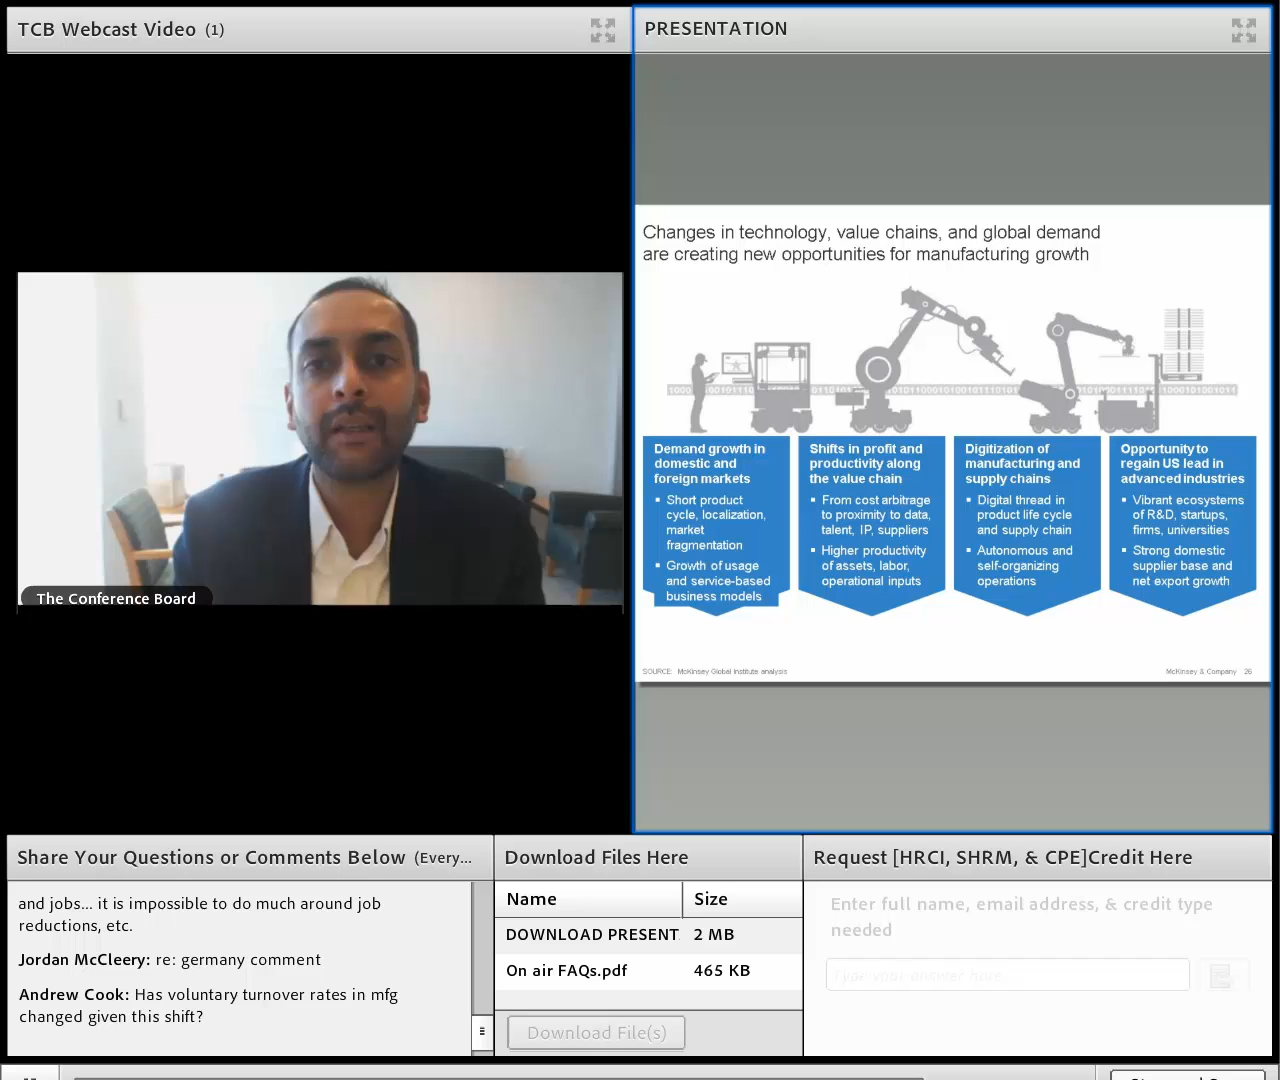 TCB Webcast Video (1)
The Conference Board
PRESENTATION
Changes in technology, value chains, and global demand
are creating new opportunities for manufacturing growth
Demand growth in
domestic and
foreign markets
▪ Short product
cycle, localization,
market
fragmentation
▪ Growth of usage
and service-based
business models
Shifts in profit and
productivity along
the value chain
▪ From cost arbitrage
to proximity to data,
talent, IP, suppliers
▪ Higher productivity
of assets, labor,
operational inputs
Digitization of
manufacturing and
supply chains
▪ Digital thread in
product life cycle
and supply chain
▪ Autonomous and
self-organizing
operations
Opportunity to
regain US lead in
advanced industries
▪ Vibrant ecosystems
of R&D, startups,
firms, universities
▪ Strong domestic
supplier base and
net export growth
SOURCE: McKinsey Global Institute analysis
McKinsey & Company 26
Share Your Questions or Comments Below (Every...
and jobs... it is impossible to do much around job
reductions, etc.
Jordan McCleery: re: germany comment
Andrew Cook: Has voluntary turnover rates in mfg
changed given this shift?
Download Files Here
Name Size
DOWNLOAD PRESENT 2 MB
On air FAQs.pdf 465 KB
Download File(s)
Request [HRCI, SHRM, & CPE]Credit Here
Enter full name, email address, & credit type
needed
Type your answer here...